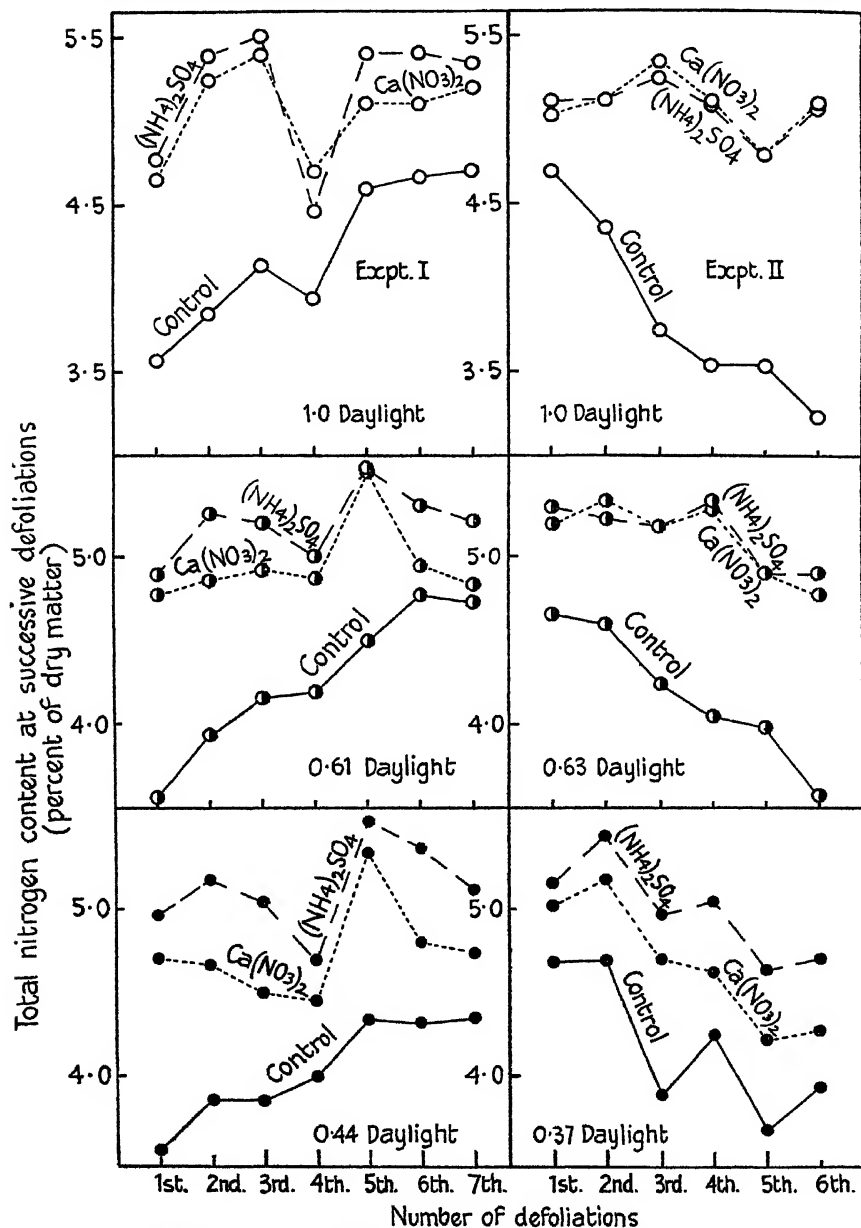 Total nitrogen content at successive defoliations
(percent of dry matter)
5·5
4·5
3·5
(NH4)2SO4
Ca(NO3)2
Control
Expt. I
1·0 Daylight
5·5
4·5
3·5
Ca(NO3)2
(NH4)2SO4
Control
Expt. II
1·0 Daylight
5·0
4·0
(NH4)2SO4
Ca(NO3)2
Control
0·61 Daylight
(NH4)2SO4
Ca(NO3)2
Control
0·63 Daylight
5·0
4·0
5·0
4·0
(NH4)2SO4
Ca(NO3)2
Control
0·44 Daylight
5·0
4·0
(NH4)2SO4
Ca(NO3)2
Control
0·37 Daylight
1st. 2nd. 3rd. 4th. 5th. 6th. 7th.
1st. 2nd. 3rd. 4th. 5th. 6th.
Number of defoliations